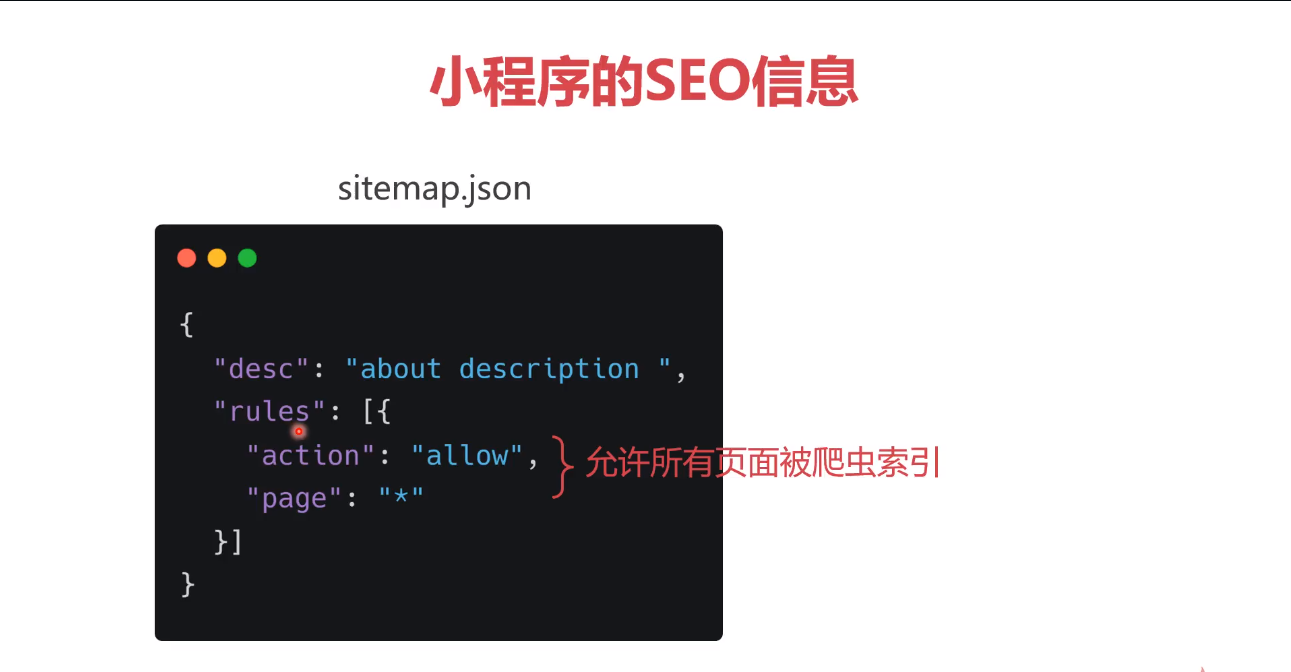 小程序的SEO信息
sitemap.json
{
"desc": "about description ",
"rules": [{
"action": "allow",
"page": "*"
允许所有页面被爬虫索引
}]
}